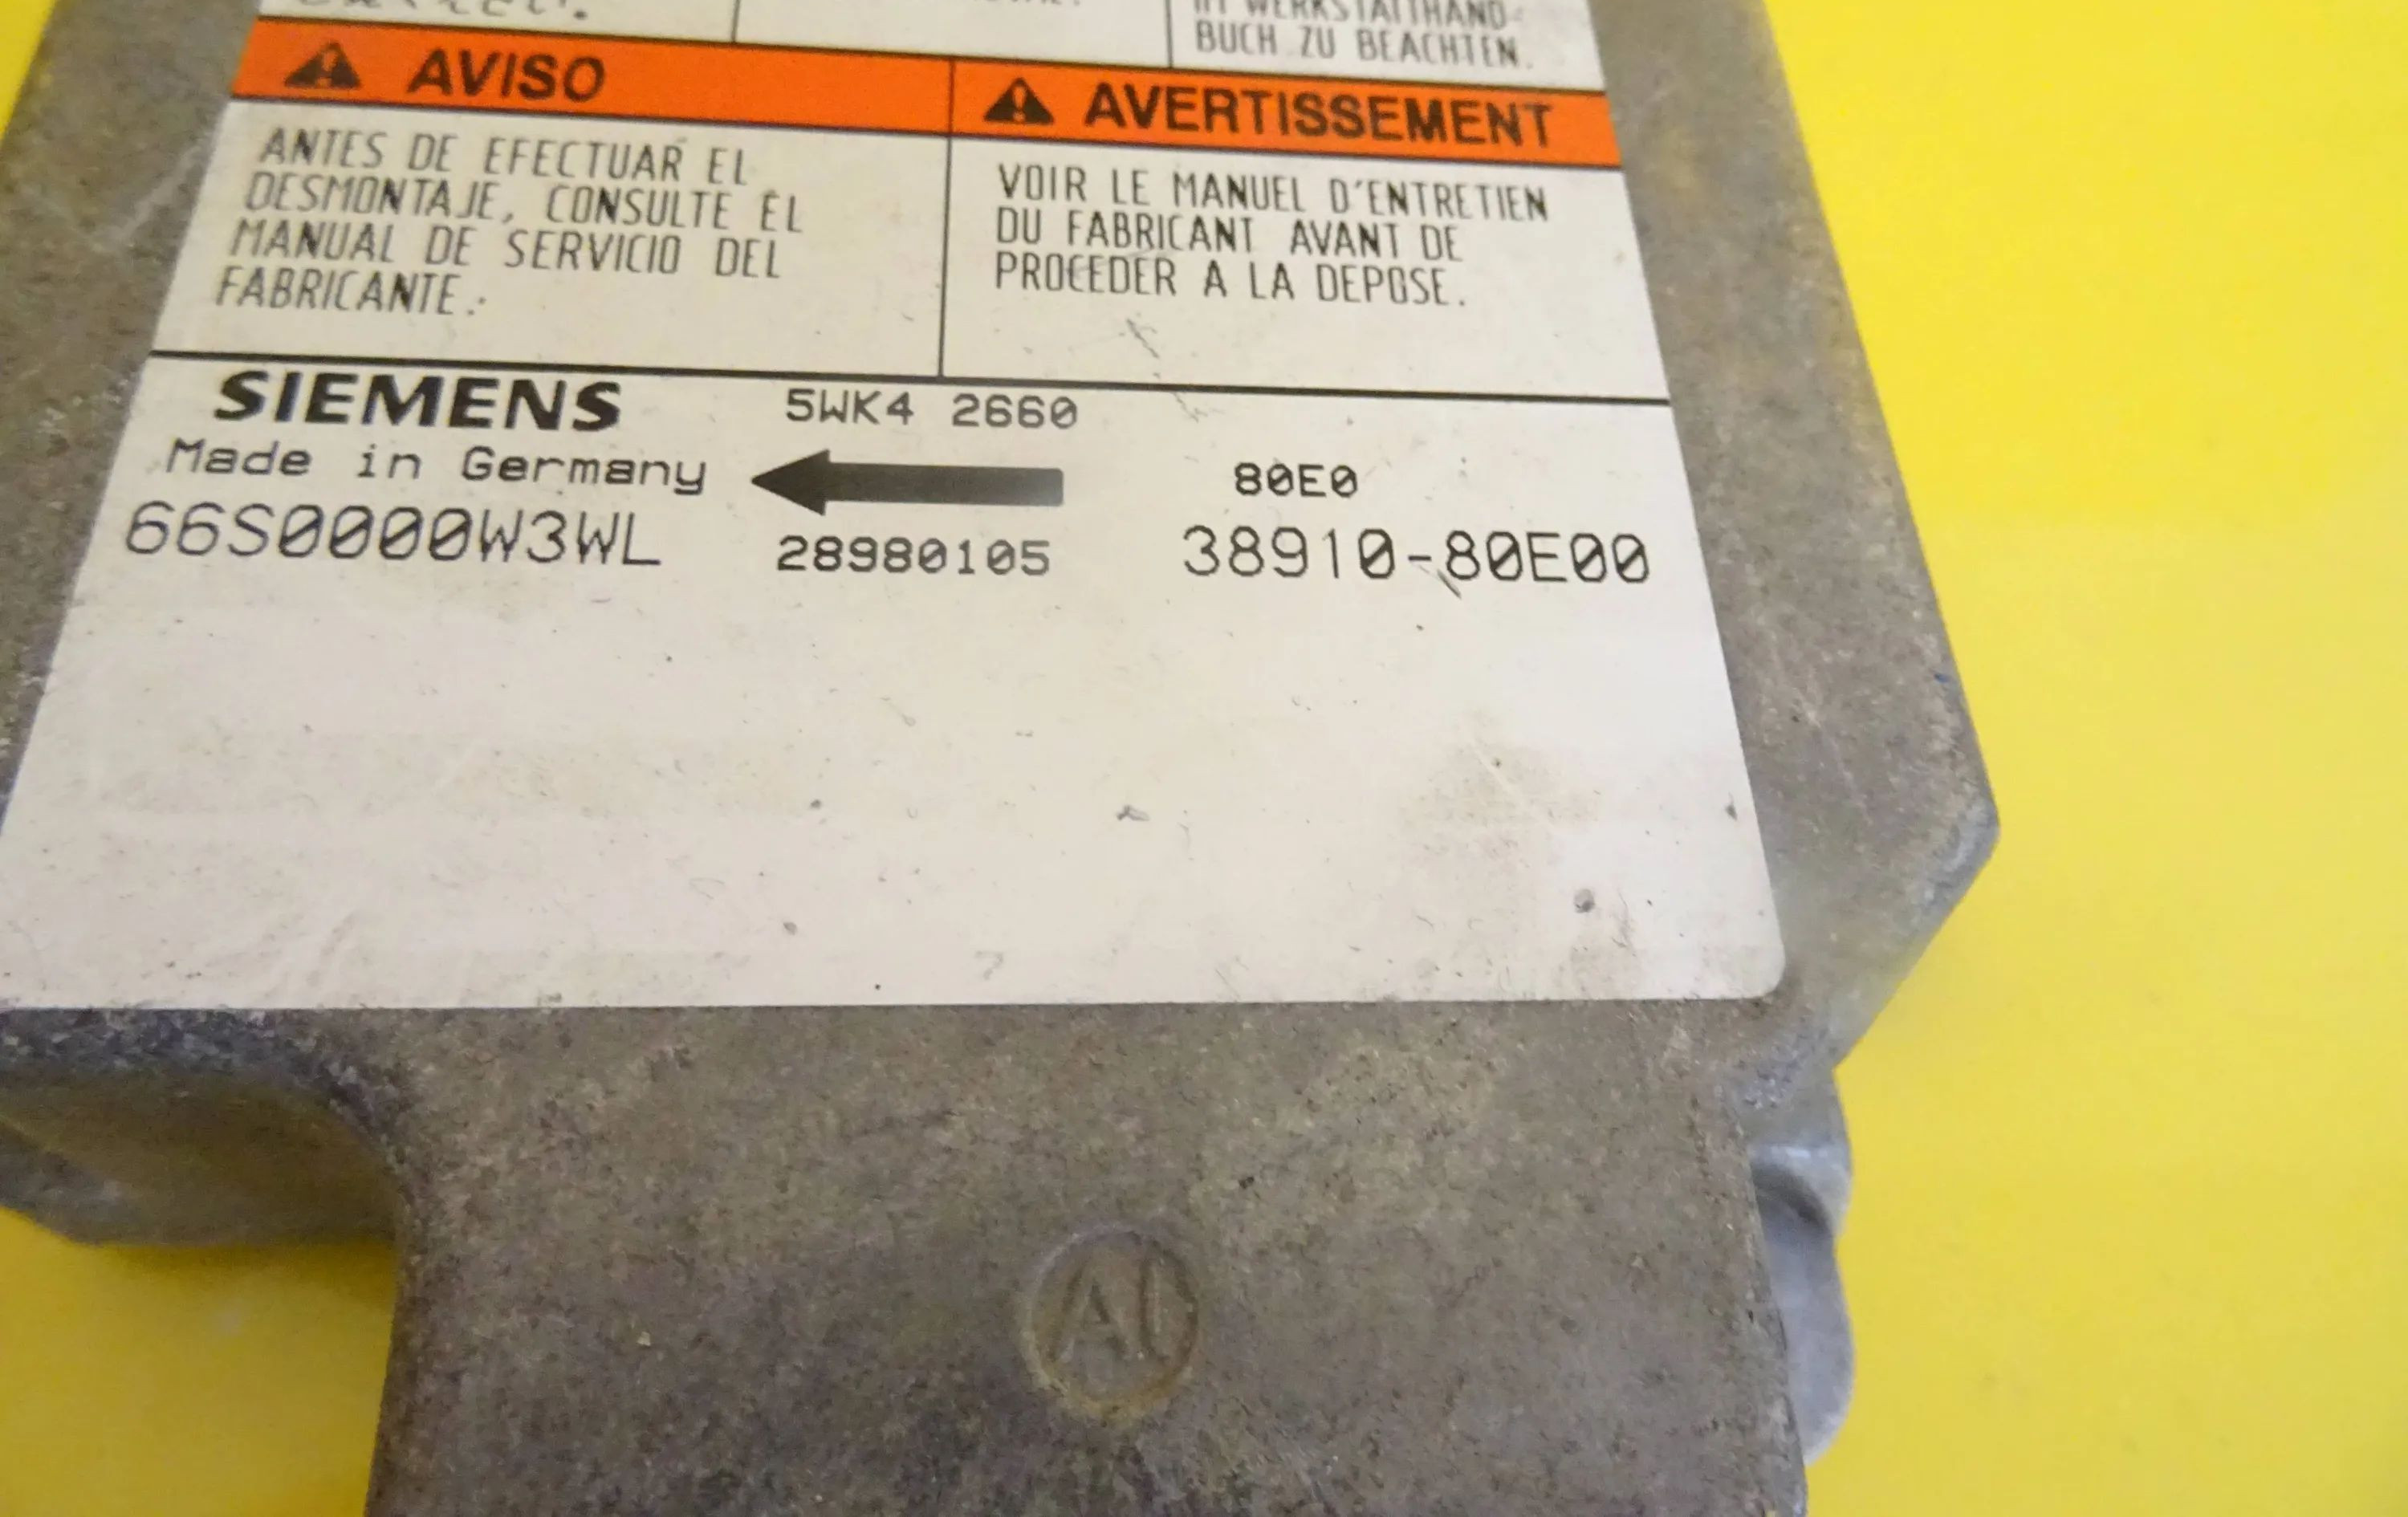 IM WERKSTATTHAND-
BUCH ZU BEACHTEN.
AVISO
ANTES DE EFECTUAR EL
DESMONTAJE, CONSULTE EL
MANUAL DE SERVICIO DEL
FABRICANTE.
AVERTISSEMENT
VOIR LE MANUEL D'ENTRETIEN
DU FABRICANT AVANT DE
PROCEDER A LA DEPOSE.
SIEMENS
Made in Germany
66S0000W3WL
5WK4 2660
28980105
80E0
38910-80E00